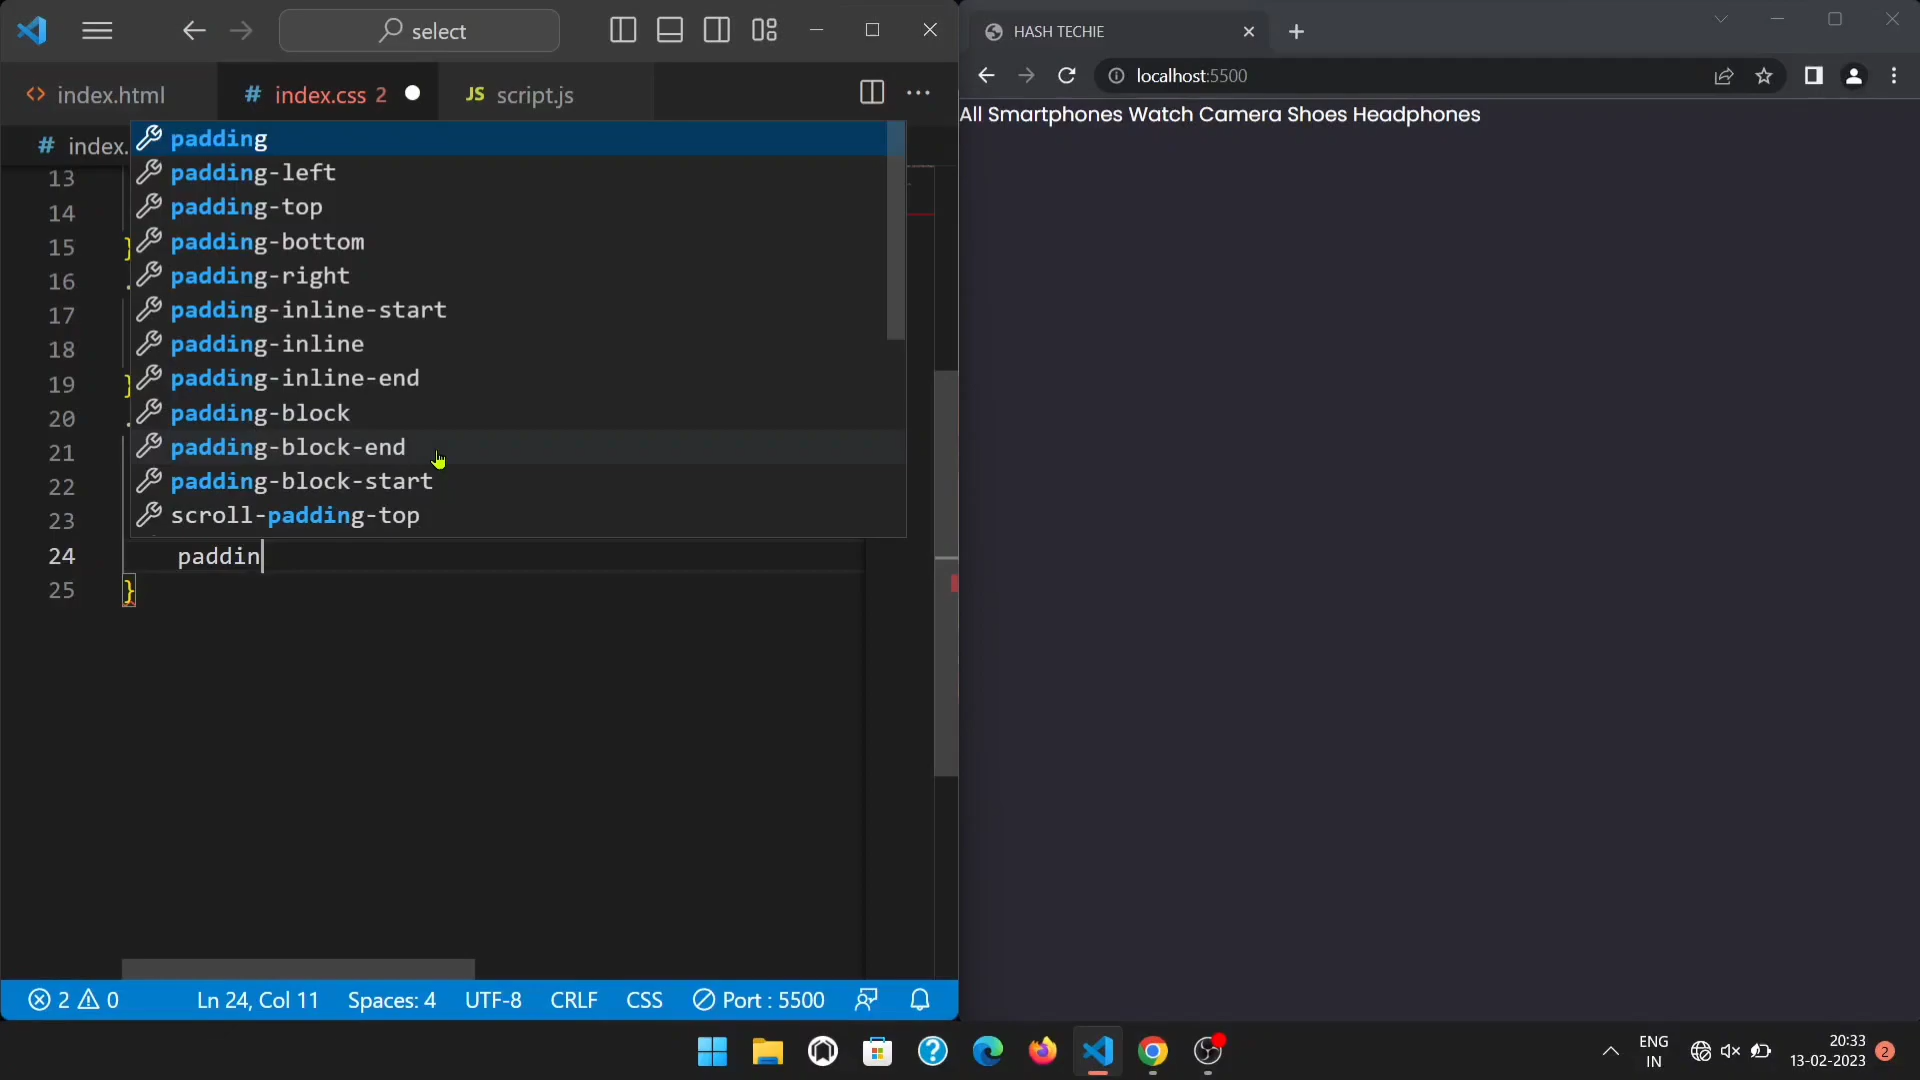 select
index.html
# index.css 2
JS script.js
# index.
padding
padding-left
padding-top
padding-bottom
padding-right
padding-inline-start
padding-inline
padding-inline-end
padding-block
padding-block-end
padding-block-start
scroll-padding-top
13
14
15 }
16 .
17
18
19 }
20 .
21
22
23
24 paddin
25 }
2 0 Ln 24, Col 11 Spaces: 4 UTF-8 CRLF CSS Port : 5500
HASH TECHIE
localhost:5500
All Smartphones Watch Camera Shoes Headphones
ENG
IN
20:33
13-02-2023
2